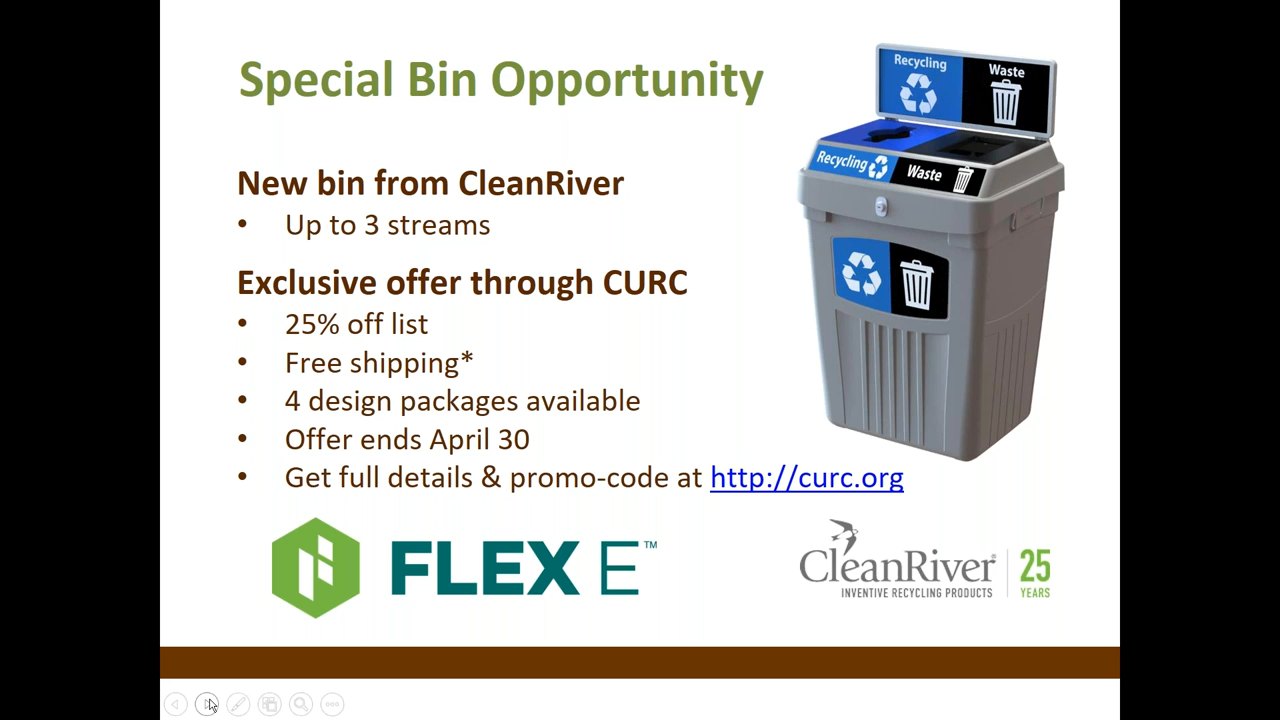 Special Bin Opportunity
Recycling
Waste
Recycling
Waste
New bin from CleanRiver
• Up to 3 streams
Exclusive offer through CURC
• 25% off list
• Free shipping*
• 4 design packages available
• Offer ends April 30
• Get full details & promo-code at http://curc.org
FLEX E™
CleanRiver®
INVENTIVE RECYCLING PRODUCTS
25
YEARS